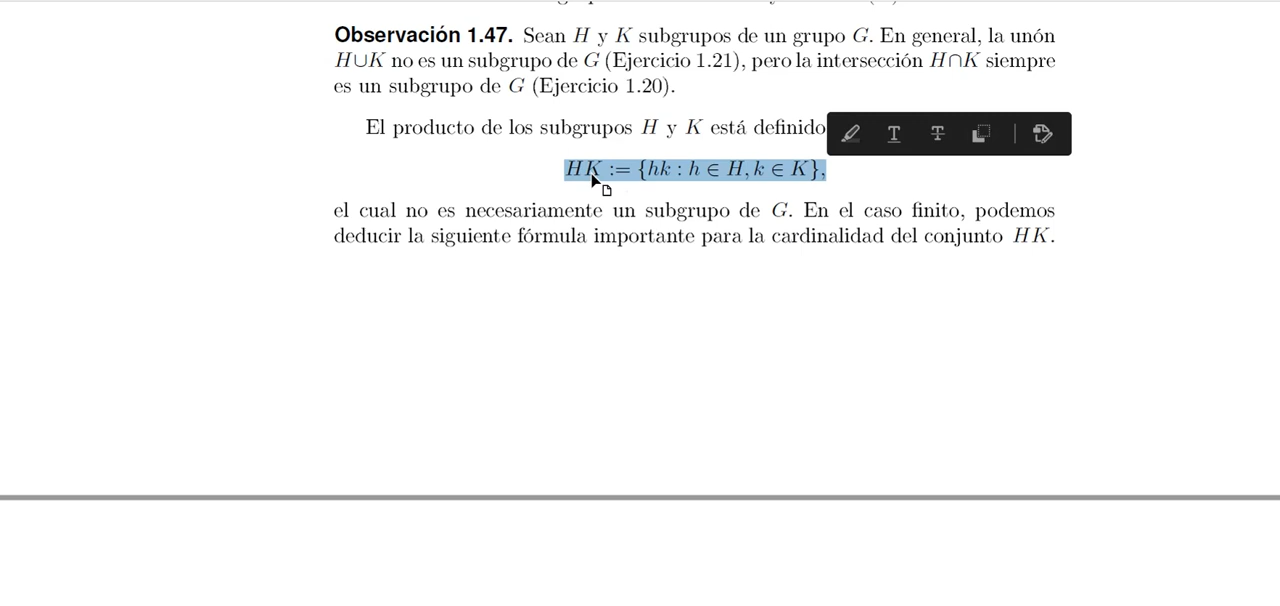 Observación 1.47. Sean H y K subgrupos de un grupo G. En general, la unón
H∪K no es un subgrupo de G (Ejercicio 1.21), pero la intersección H∩K siempre
es un subgrupo de G (Ejercicio 1.20).
El producto de los subgrupos H y K está definido
HK := {hk : h ∈ H, k ∈ K},
el cual no es necesariamente un subgrupo de G. En el caso finito, podemos
deducir la siguiente fórmula importante para la cardinalidad del conjunto HK.